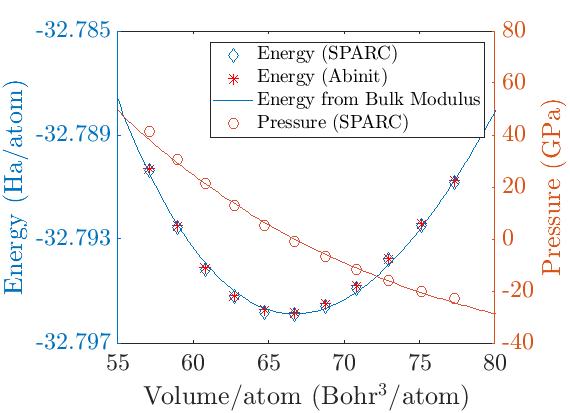 -32.785
-32.789
-32.793
-32.797
Energy (Ha/atom)
Energy (SPARC)
Energy (Abinit)
Energy from Bulk Modulus
Pressure (SPARC)
80
60
40
20
0
-20
-40
Pressure (GPa)
55 60 65 70 75 80
Volume/atom (Bohr³/atom)